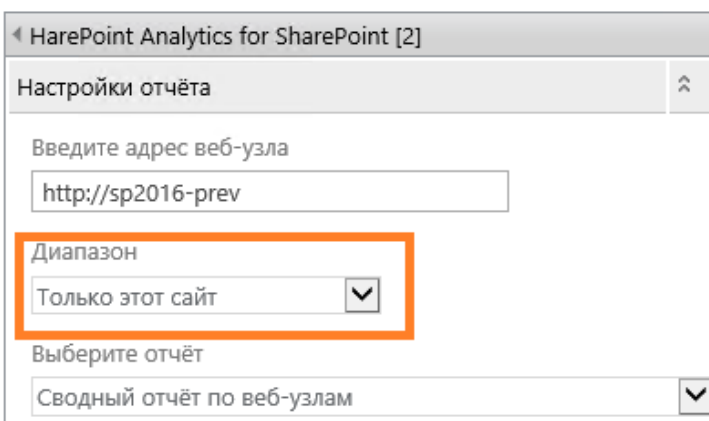 HarePoint Analytics for SharePoint [2]
Настройки отчёта
Введите адрес веб-узла
http://sp2016-prev
Диапазон
Только этот сайт
Выберите отчёт
Сводный отчёт по веб-узлам